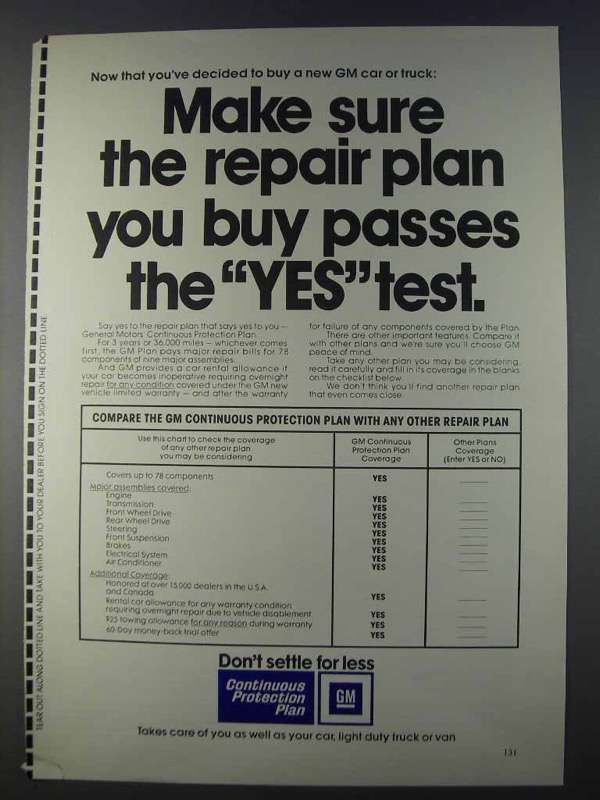 Now that you've decided to buy a new GM car or truck:
Make sure
the repair plan
you buy passes
the "YES" test.
Say yes to the repair plan that says yes to you –
General Motors' Continuous Protection Plan.
For 3 years or 36,000 miles – whichever comes
first, the GM Plan pays major repair bills for 78
components of nine major assemblies.
And GM provides a car rental allowance if
your car becomes inoperative requiring overnight
repair for any condition covered under the GM new
vehicle limited warranty – and after the warranty
for failure of any components covered by the Plan.
There are other important features. Compare it
with other plans and we're sure you'll choose GM
peace of mind.
Take any other plan you may be considering,
read it carefully and fill in its coverage in the blanks
on the checklist below.
We don't think you'll find another repair plan
that even comes close.
COMPARE THE GM CONTINUOUS PROTECTION PLAN WITH ANY OTHER REPAIR PLAN
Use this chart to check the coverage
of any other repair plan
you may be considering
GM Continuous
Protection Plan
Coverage
Other Plans
Coverage
(Enter YES or NO)
Covers up to 78 components YES
Major assemblies covered:
Engine YES
Transmission YES
Front Wheel Drive YES
Rear Wheel Drive YES
Steering YES
Front Suspension YES
Brakes YES
Electrical System YES
Air Conditioner YES
Additional Coverage:
Honored at over 15,000 dealers in the U.S.A.
and Canada YES
Rental car allowance for any warranty condition
requiring overnight repair due to vehicle disablement YES
$25 towing allowance for any reason during warranty YES
60-Day money-back trial offer YES
Don't settle for less
Continuous
Protection
Plan
GM
Takes care of you as well as your car, light duty truck or van
131
TEAR OUT ALONG DOTTED LINE AND TAKE WITH YOU TO YOUR DEALER BEFORE YOU SIGN ON THE DOTTED LINE